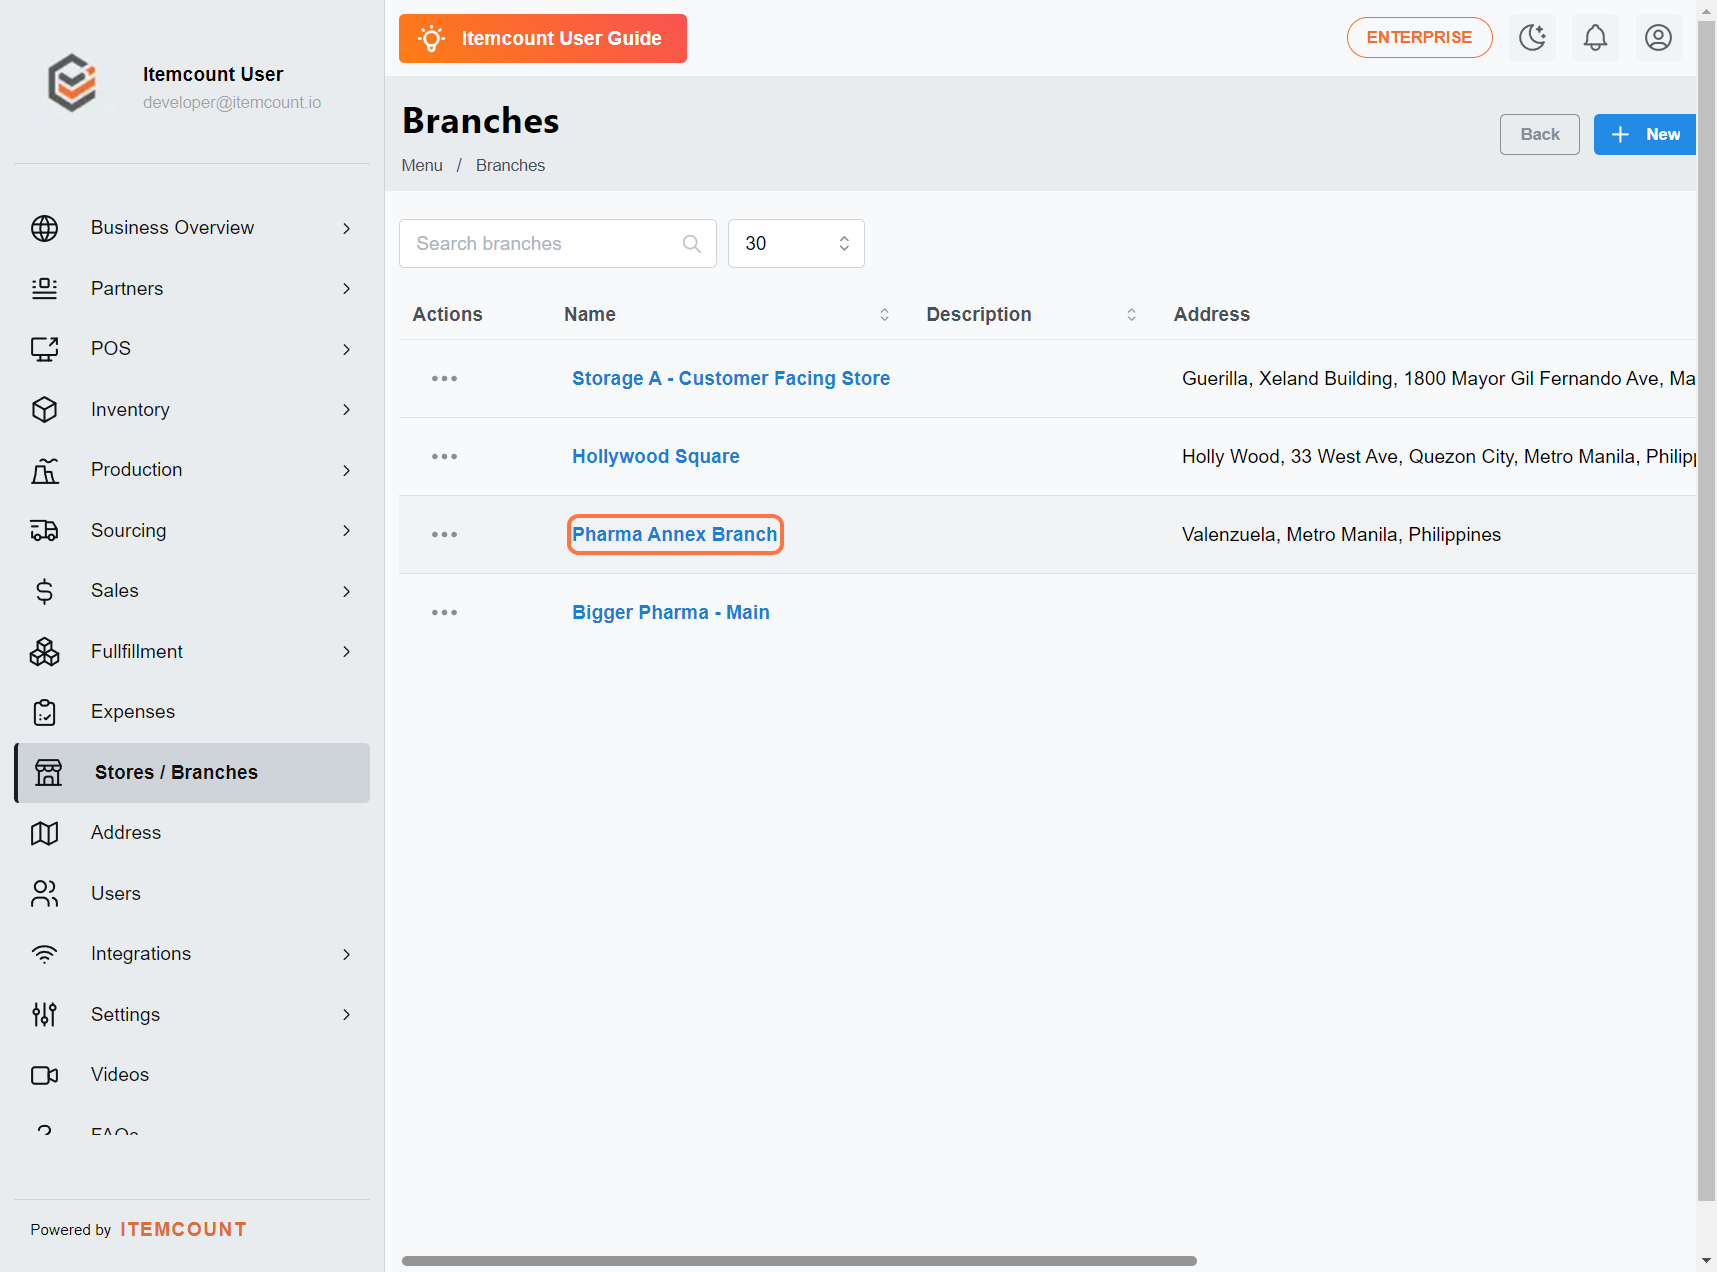 Itemcount User
developer@itemcount.io
Business Overview
Partners
POS
Inventory
Production
Sourcing
Sales
Fullfillment
Expenses
Stores / Branches
Address
Users
Integrations
Settings
Videos
FAQs
Powered by ITEMCOUNT
Itemcount User Guide
ENTERPRISE
Branches
Menu / Branches
Back
New
Search branches
30
Actions Name Description Address
Storage A - Customer Facing Store Guerilla, Xeland Building, 1800 Mayor Gil Fernando Ave, Ma
Hollywood Square Holly Wood, 33 West Ave, Quezon City, Metro Manila, Philipp
Pharma Annex Branch Valenzuela, Metro Manila, Philippines
Bigger Pharma - Main